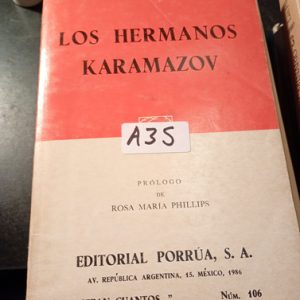 LOS HERMANOS
KARAMAZOV
A35
PRÓLOGO
DE
ROSA MARÍA PHILLIPS
EDITORIAL PORRÚA, S. A.
AV. REPÚBLICA ARGENTINA, 15. MÉXICO, 1986
CUANTOS..." NÚM. 106